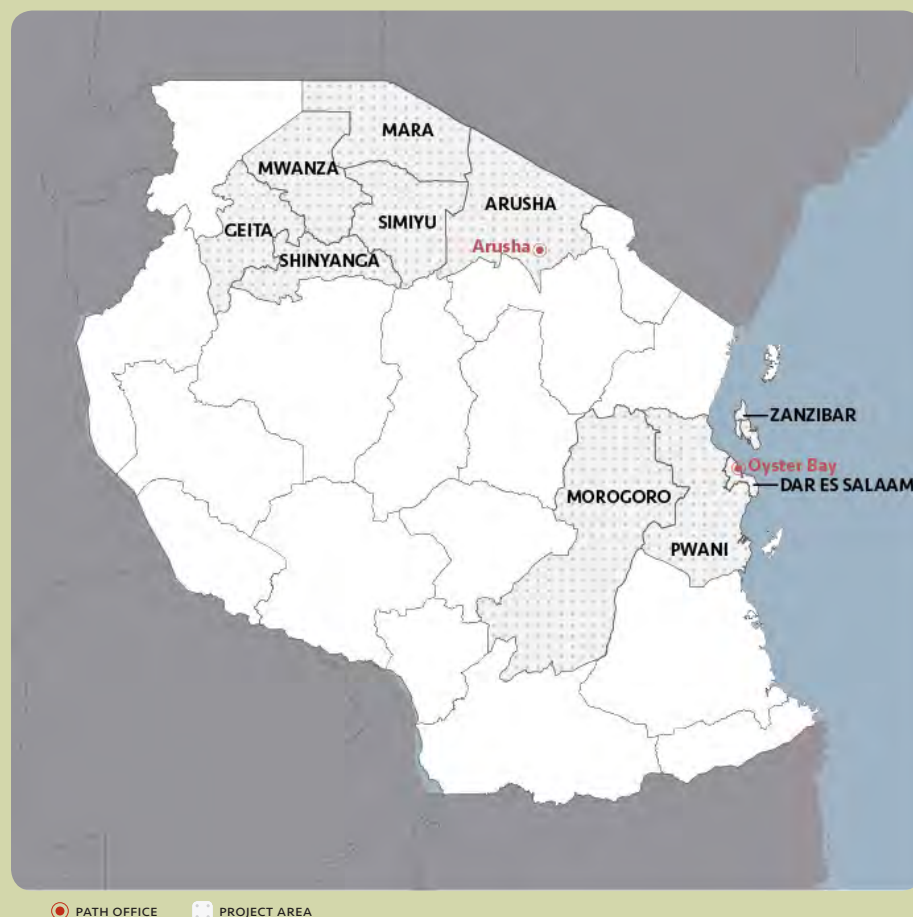 MARA
MWANZA
ARUSHA
GEITA
SIMIYU
Arusha
SHINYANGA
ZANZIBAR
Oyster Bay
DAR ES SALAAM
MOROGORO
PWANI
PATH OFFICE
PROJECT AREA